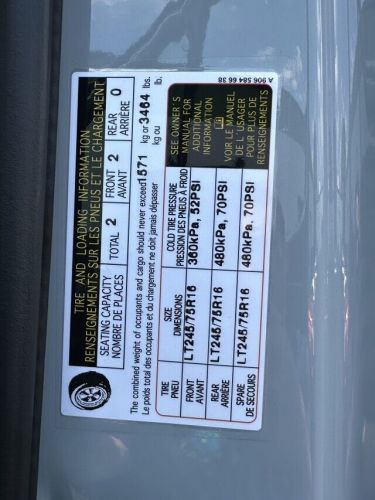 A 906 584 66 38
TIRE AND LOADING INFORMATION
RENSEIGNEMENTS SUR LES PNEUS ET LE CHARGEMENT
SEATING CAPACITY
NOMBRE DE PLACES
TOTAL 2
FRONT
AVANT 2
REAR
ARRIÈRE 0
The combined weight of occupants and cargo should never exceed 1571 kg or 3464 lbs.
Le poids total des occupants et du chargement ne doit jamais dépasser kg ou lb.
TIRE
PNEU
SIZE
DIMENSIONS
COLD TIRE PRESSURE
PRESSION DES PNEUS À FROID
FRONT
AVANT
LT245/75R16
360kPa, 52PSI
REAR
ARRIÈRE
LT245/75R16
480kPa, 70PSI
SPARE
DE SECOURS
LT245/75R16
480kPa, 70PSI
SEE OWNER'S
MANUAL FOR
ADDITIONAL
INFORMATION
VOIR LE MANUEL
DE L'USAGER
POUR PLUS DE
RENSEIGNEMENTS